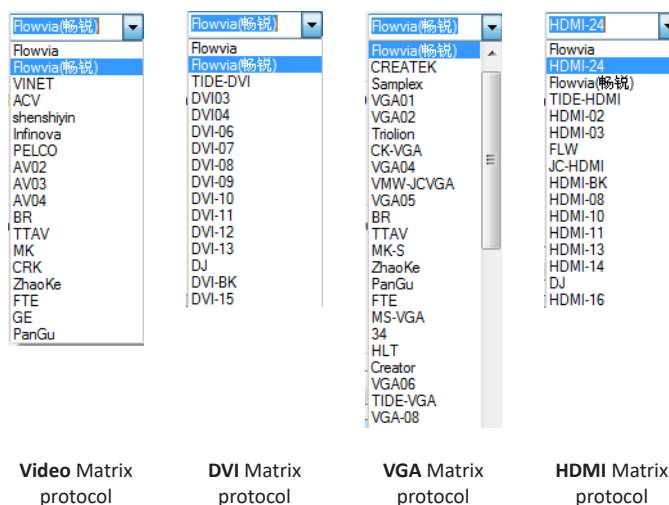 Flowvia(畅锐)
Flowvia
Flowvia(畅锐)
VINET
ACV
shenshiyin
Infinova
PELCO
AV02
AV03
AV04
BR
TTAV
MK
CRK
ZhaoKe
FTE
GE
PanGu
Video Matrix
protocol
Flowvia(畅锐)
Flowvia
Flowvia(畅锐)
TIDE-DVI
DVI03
DVI04
DVI-06
DVI-07
DVI-08
DVI-09
DVI-10
DVI-11
DVI-12
DVI-13
DJ
DVI-BK
DVI-15
DVI Matrix
protocol
Flowvia(畅锐)
Flowvia(畅锐)
CREATEK
Samplex
VGA01
VGA02
Triolion
CK-VGA
VGA04
VMW-JCVGA
VGA05
BR
TTAV
MK-S
ZhaoKe
PanGu
FTE
MS-VGA
34
HLT
Creator
VGA06
TIDE-VGA
VGA-08
VGA Matrix
protocol
HDMI-24
Flowvia
HDMI-24
Flowvia(畅锐)
TIDE-HDMI
HDMI-02
HDMI-03
FLW
JC-HDMI
HDMI-BK
HDMI-08
HDMI-10
HDMI-11
HDMI-13
HDMI-14
DJ
HDMI-16
HDMI Matrix
protocol